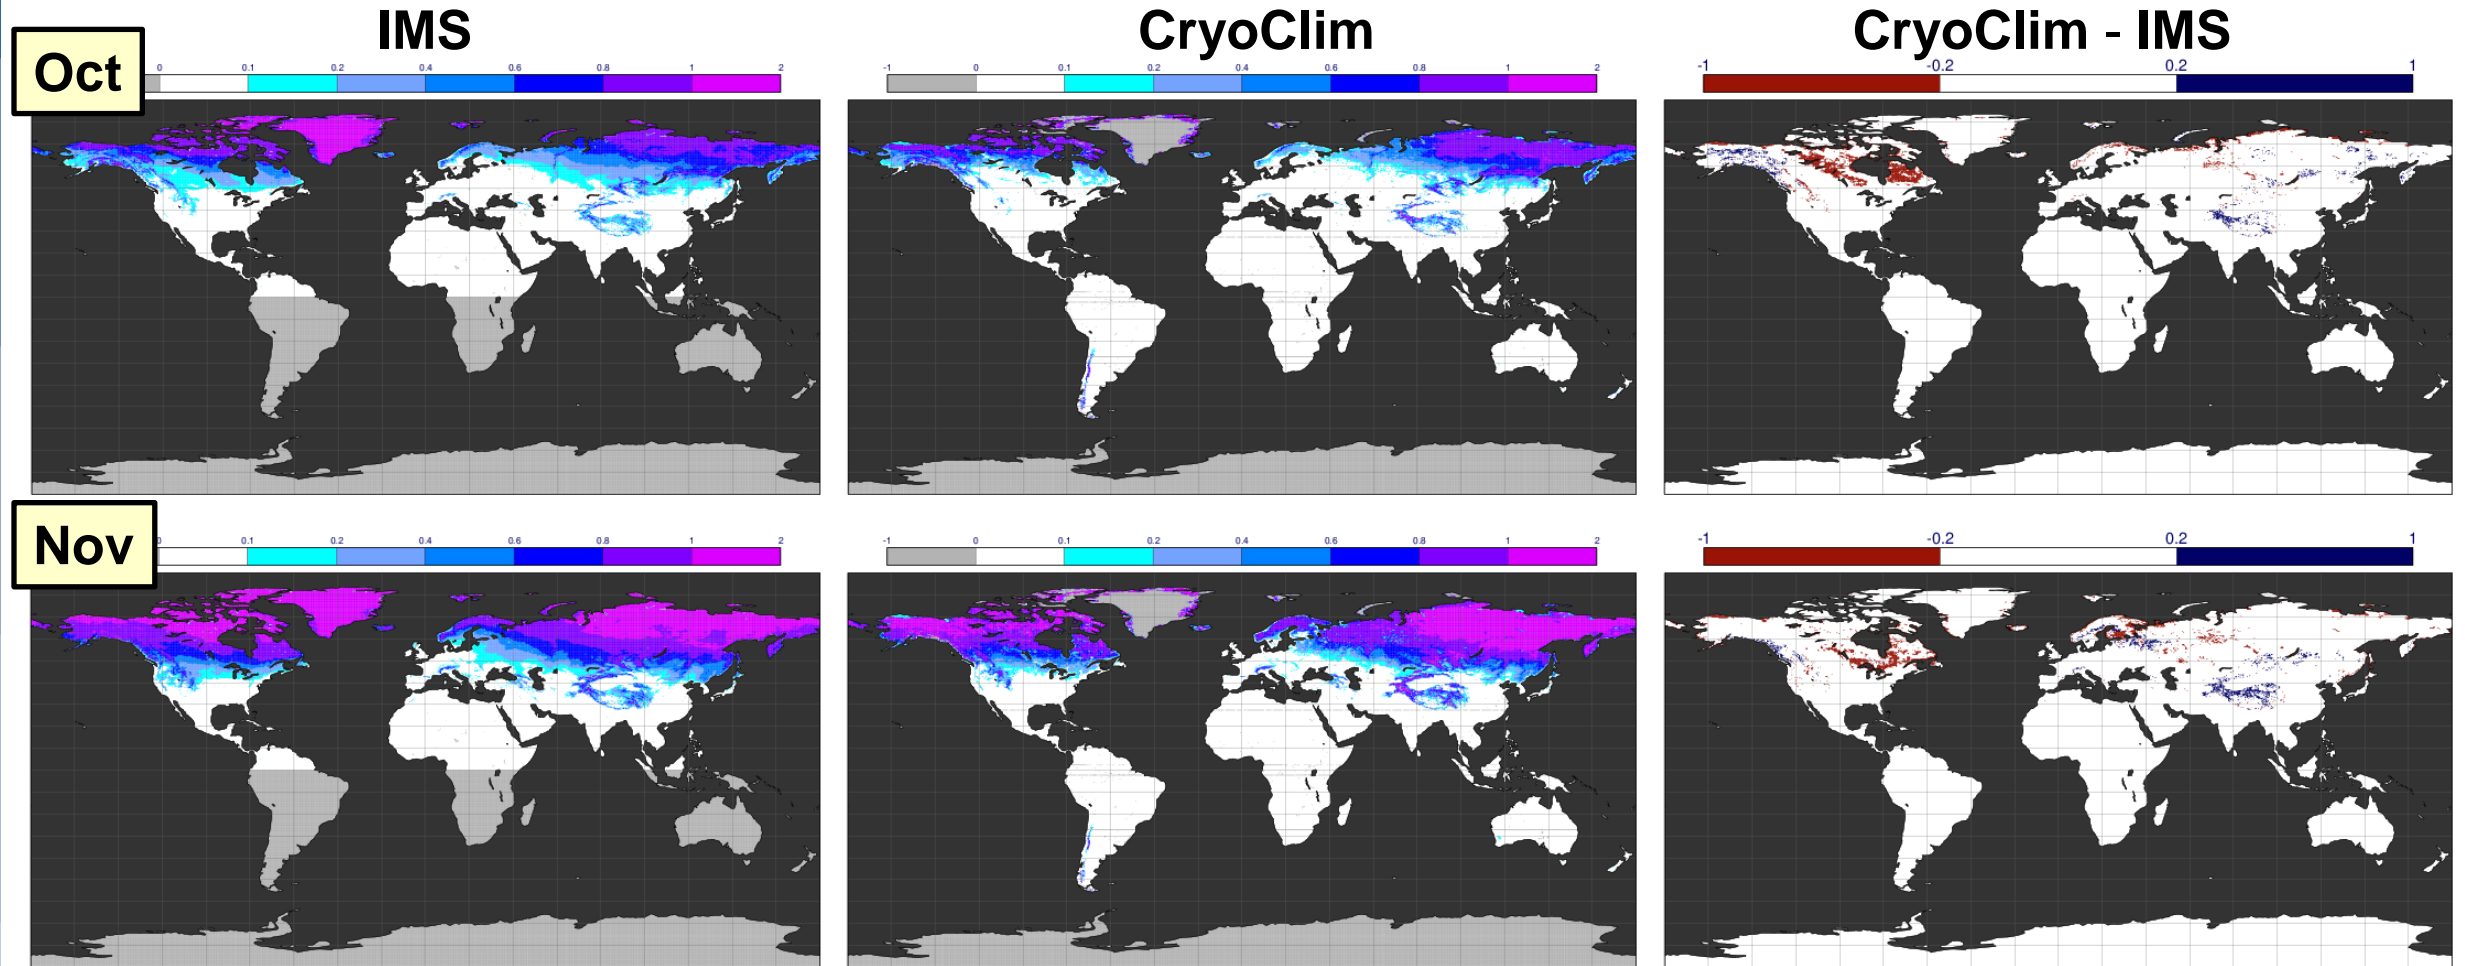 IMS CryoClim CryoClim - IMS
Oct
0 0.1 0.2 0.4 0.6 0.8 1 2
-1 0 0.1 0.2 0.4 0.6 0.8 1 2
-1 -0.2 0.2 1
Nov
0 0.1 0.2 0.4 0.6 0.8 1 2
-1 0 0.1 0.2 0.4 0.6 0.8 1 2
-1 -0.2 0.2 1